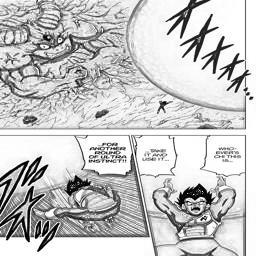 WHO-
EVER'S
CHI THIS
IS...
...TAKE
IT AND
USE IT...
...FOR
ANOTHER
ROUND
OF ULTRA
INSTINCT!!